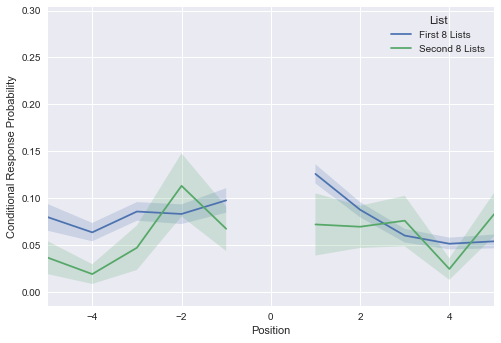 0.30
0.25
0.20
0.15
0.10
0.05
0.00
Conditional Response Probability
List
First 8 Lists
Second 8 Lists
−4
−2
0
2
4
Position